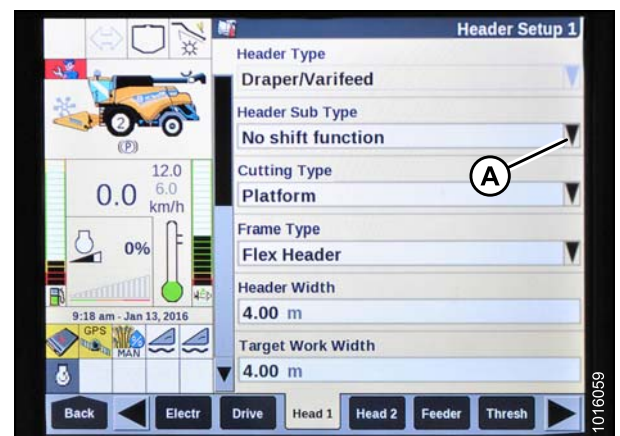 Header Setup 1
Header Type
Draper/Varifeed
Header Sub Type
No shift function
A
Cutting Type
Platform
Frame Type
Flex Header
Header Width
4.00 m
Target Work Width
4.00 m
2
(P)
12.0
0.0 6.0
km/h
0%
9:18 am - Jan 13, 2016
GPS
MAN
Back
Electr
Drive
Head 1
Head 2
Feeder
Thresh
1016059